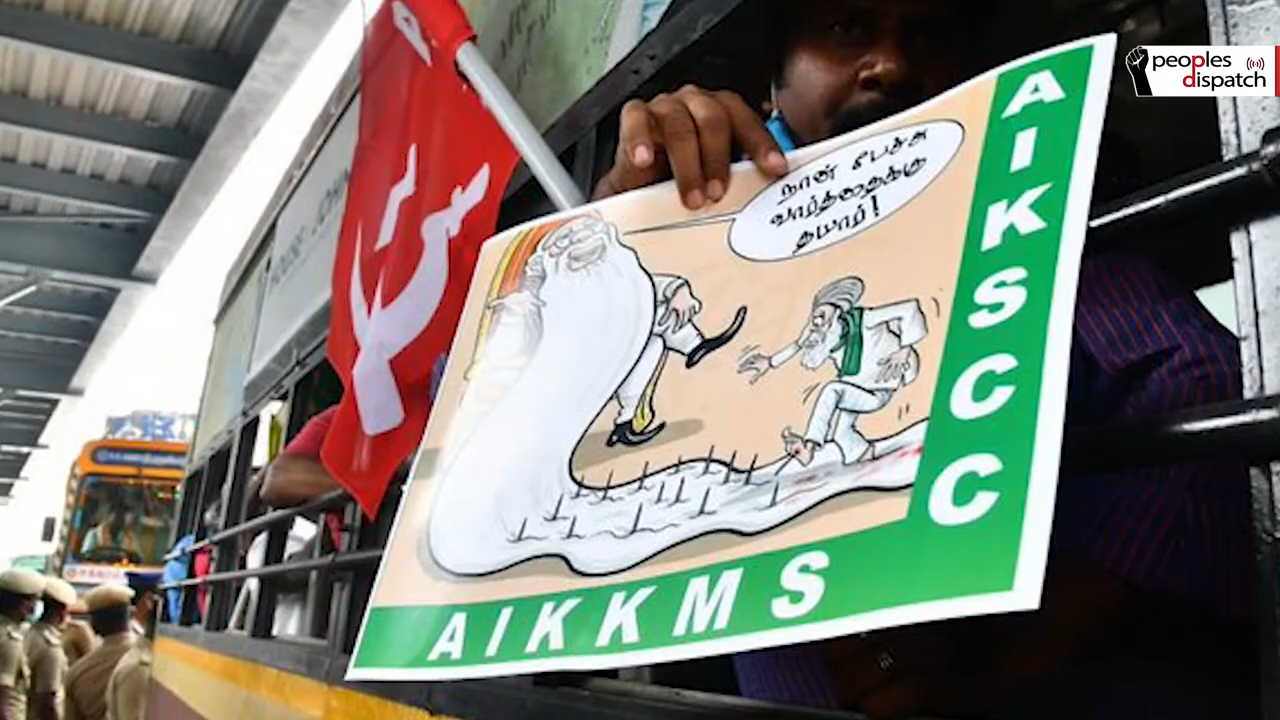 peoples
dispatch
நான் பேச்சு
வார்த்தைக்கு
தயார்!
AIKSCC
AIKKMS